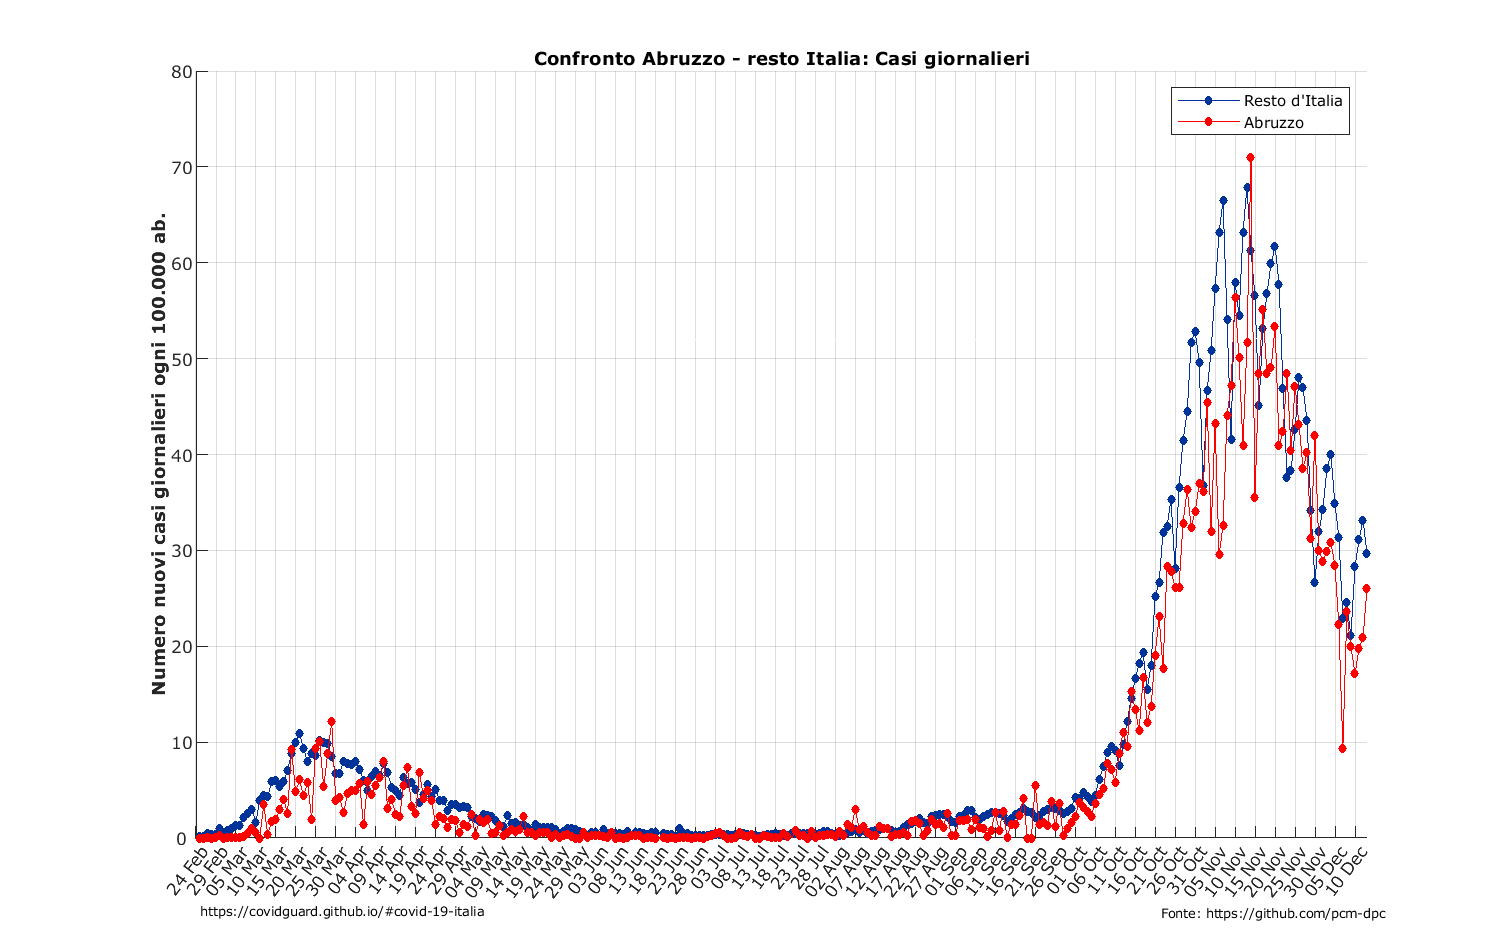 Confronto Abruzzo - resto Italia: Casi giornalieri
Resto d'Italia
Abruzzo
Numero nuovi casi giornalieri ogni 100.000 ab.
80
70
60
50
40
30
20
10
0
24 Feb
29 Feb
05 Mar
10 Mar
15 Mar
20 Mar
25 Mar
30 Mar
04 Apr
09 Apr
14 Apr
19 Apr
24 Apr
29 Apr
04 May
09 May
14 May
19 May
24 May
29 May
03 Jun
08 Jun
13 Jun
18 Jun
23 Jun
28 Jun
03 Jul
08 Jul
13 Jul
18 Jul
23 Jul
28 Jul
02 Aug
07 Aug
12 Aug
17 Aug
22 Aug
27 Aug
01 Sep
06 Sep
11 Sep
16 Sep
21 Sep
26 Sep
01 Oct
06 Oct
11 Oct
16 Oct
21 Oct
26 Oct
31 Oct
05 Nov
10 Nov
15 Nov
20 Nov
25 Nov
30 Nov
05 Dec
10 Dec
https://covidguard.github.io/#covid-19-italia
Fonte: https://github.com/pcm-dpc